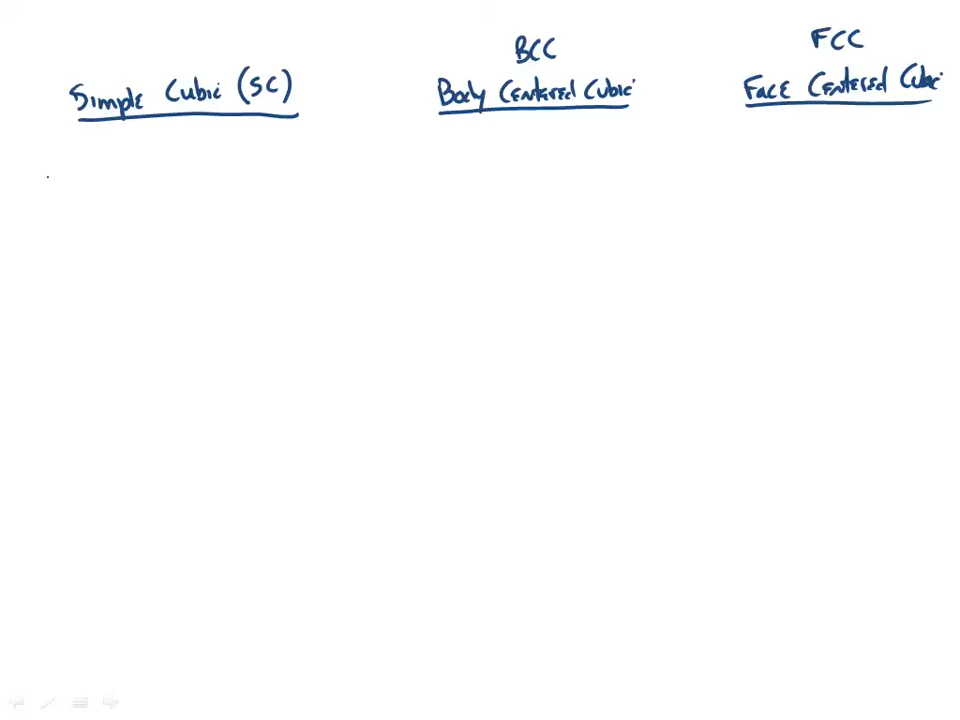 Simple Cubic (SC)
BCC
Body Centered Cubic
FCC
Face Centered Cubic